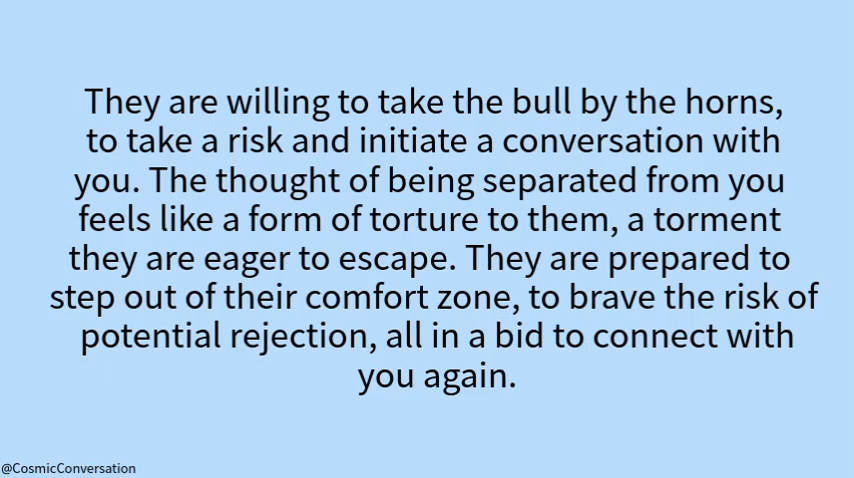 They are willing to take the bull by the horns,
to take a risk and initiate a conversation with
you. The thought of being separated from you
feels like a form of torture to them, a torment
they are eager to escape. They are prepared to
step out of their comfort zone, to brave the risk of
potential rejection, all in a bid to connect with
you again.
@CosmicConversation